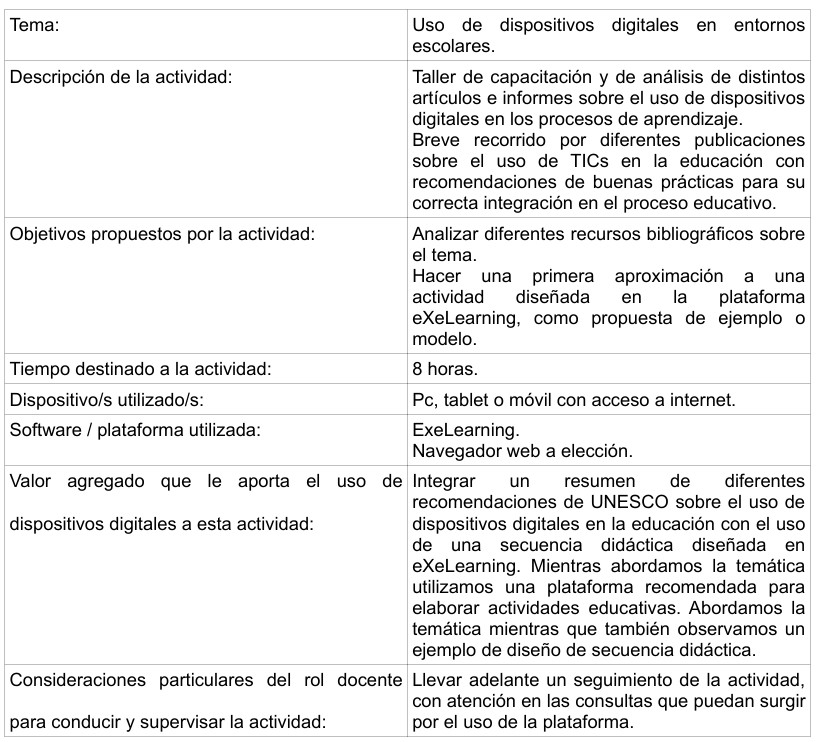 Tema:
Uso de dispositivos digitales en entornos
escolares.
Descripción de la actividad:
Taller de capacitación y de análisis de distintos
artículos e informes sobre el uso de dispositivos
digitales en los procesos de aprendizaje.
Breve recorrido por diferentes publicaciones
sobre el uso de TICs en la educación con
recomendaciones de buenas prácticas para su
correcta integración en el proceso educativo.
Objetivos propuestos por la actividad:
Analizar diferentes recursos bibliográficos sobre
el tema.
Hacer una primera aproximación a una
actividad diseñada en la plataforma
eXeLearning, como propuesta de ejemplo o
modelo.
Tiempo destinado a la actividad:
8 horas.
Dispositivo/s utilizado/s:
Pc, tablet o móvil con acceso a internet.
Software / plataforma utilizada:
ExeLearning.
Navegador web a elección.
Valor agregado que le aporta el uso de
dispositivos digitales a esta actividad:
Integrar un resumen de diferentes
recomendaciones de UNESCO sobre el uso de
dispositivos digitales en la educación con el uso
de una secuencia didáctica diseñada en
eXeLearning. Mientras abordamos la temática
utilizamos una plataforma recomendada para
elaborar actividades educativas. Abordamos la
temática mientras que también observamos un
ejemplo de diseño de secuencia didáctica.
Consideraciones particulares del rol docente
para conducir y supervisar la actividad:
Llevar adelante un seguimiento de la actividad,
con atención en las consultas que puedan surgir
por el uso de la plataforma.